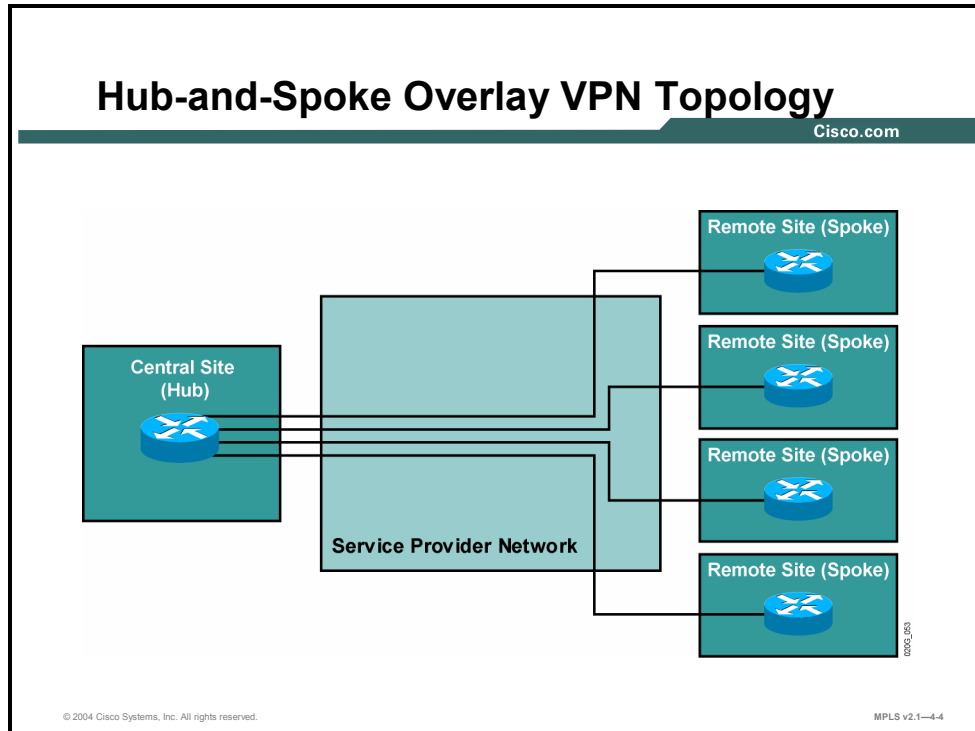 Hub-and-Spoke Overlay VPN Topology
Cisco.com
Remote Site (Spoke)
Remote Site (Spoke)
Central Site
(Hub)
Remote Site (Spoke)
Service Provider Network
Remote Site (Spoke)
020G_053
© 2004 Cisco Systems, Inc. All rights reserved.
MPLS v2.1—4-4